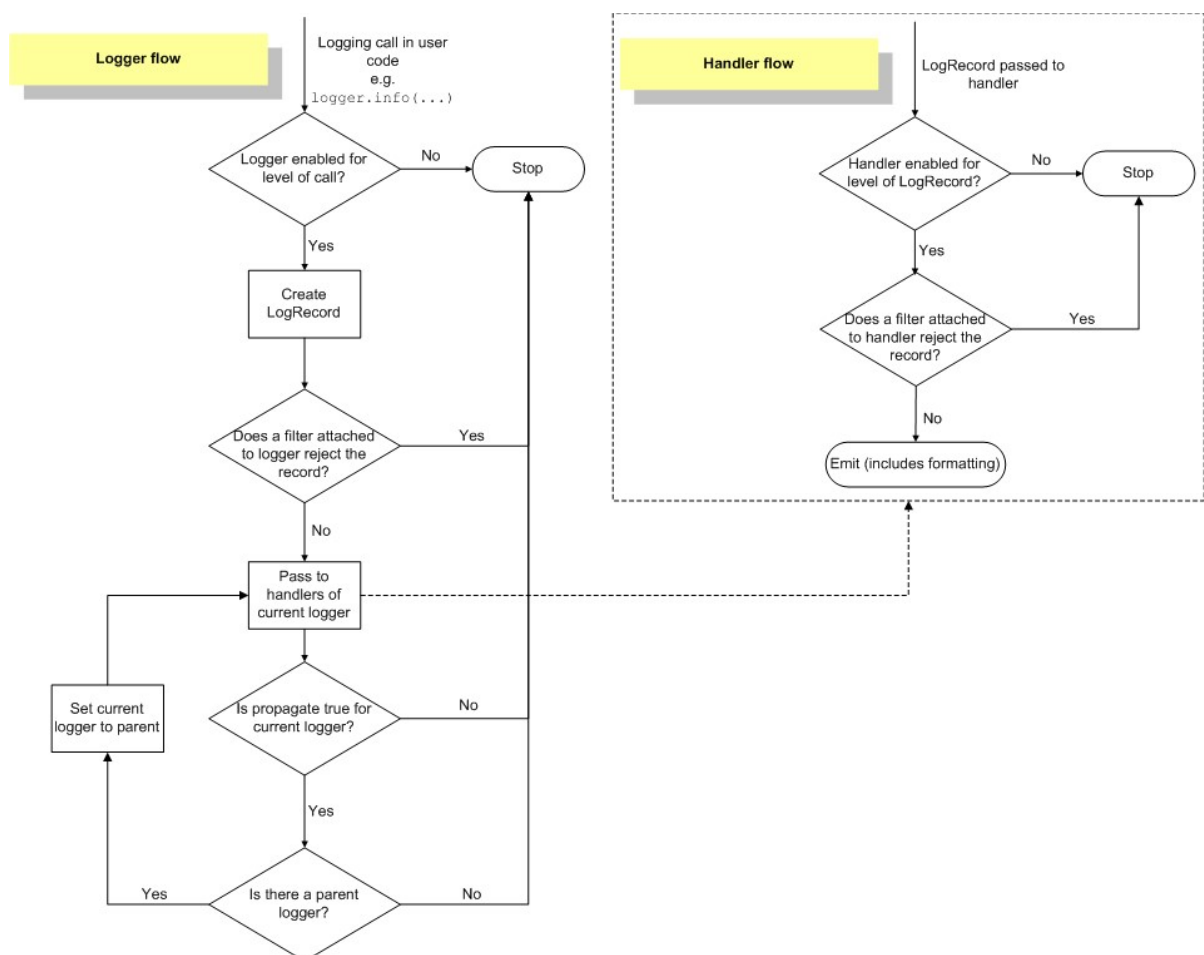 Logger flow
Logging call in user
code
e.g.
logger.info(...)
Logger enabled for
level of call?
No
Stop
Yes
Create
LogRecord
Does a filter attached
to logger reject the
record?
Yes
No
Pass to
handlers of
current logger
Set current
logger to parent
Is propagate true for
current logger?
No
Yes
Is there a parent
logger?
Yes
No
Handler flow
LogRecord passed to
handler
Handler enabled for
level of LogRecord?
No
Stop
Yes
Does a filter attached
to handler reject the
record?
Yes
No
Emit (includes formatting)